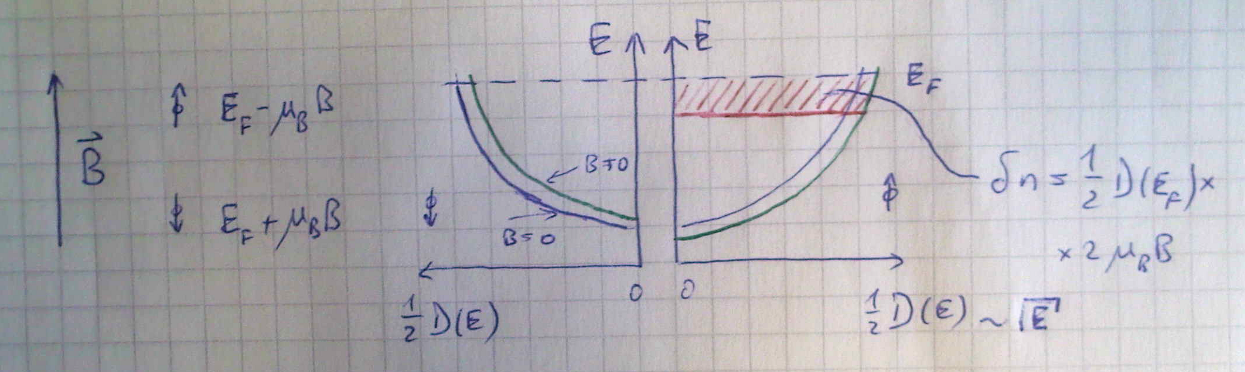 E E
E_F
↑ E_F - μ_B B
B⃗
B≠0
δn = 1/2 D(E_F) ×
↓ E_F + μ_B B
↓
↑
B=0
× 2 μ_B B
0 0
1/2 D(E)
1/2 D(E) ~ √E